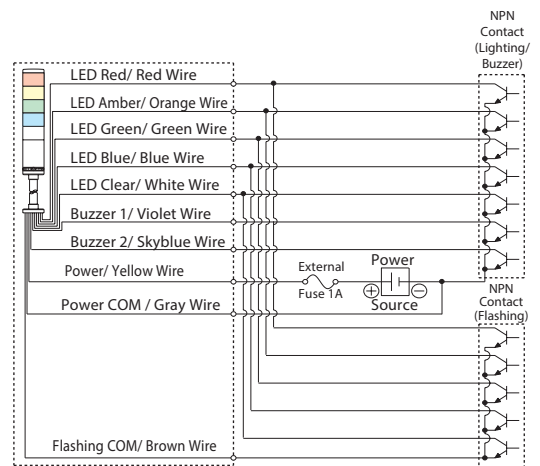 NPN
Contact
(Lighting/
Buzzer)
LED Red/ Red Wire
LED Amber/ Orange Wire
LED Green/ Green Wire
LED Blue/ Blue Wire
LED Clear/ White Wire
Buzzer 1/ Violet Wire
Buzzer 2/ Skyblue Wire
Power/ Yellow Wire
External
Fuse 1A
Power
+ −
Source
Power COM / Gray Wire
NPN
Contact
(Flashing)
Flashing COM/ Brown Wire